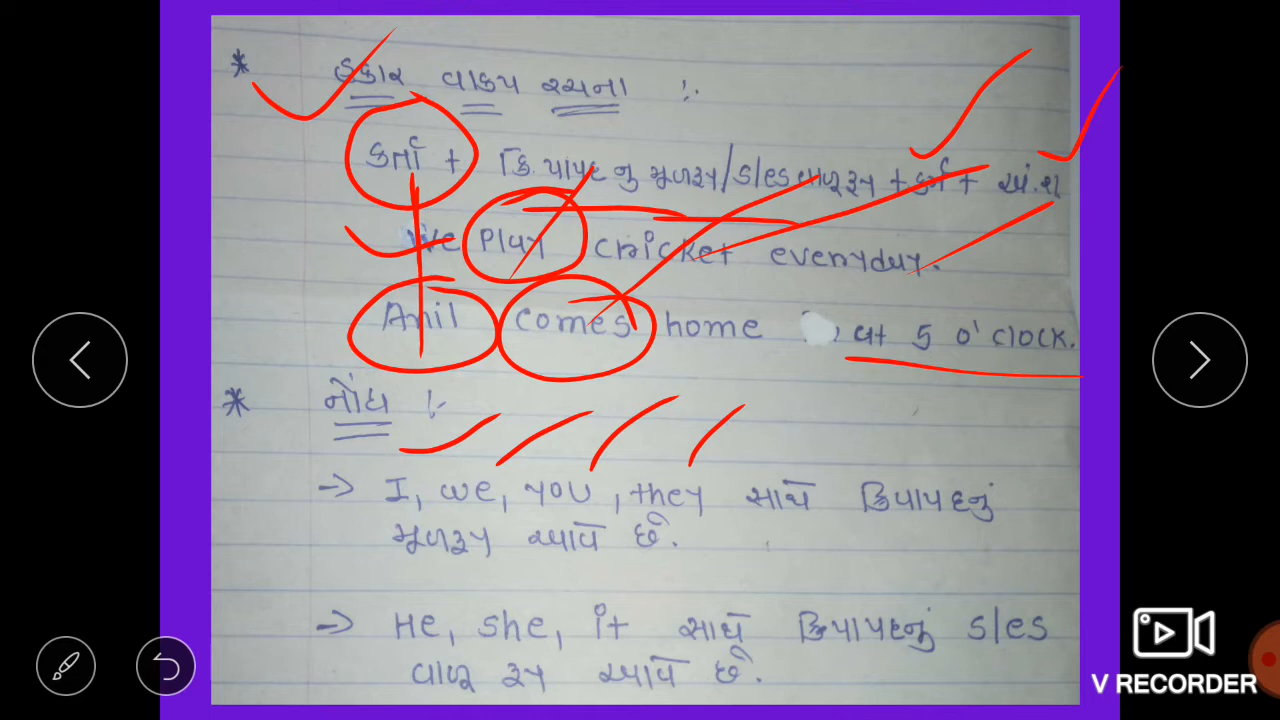 * હકાર વાક્ય રચના :-
કર્તા + ક્રિયાપદનુ મૂળરૂપ/s/es વાળૂરૂપ + કર્મ + અં.શ
We Play cricket everyday.
Anil comes home at 5 o'clock.
* નોંધ :-
→ I, we, you, they સાથે ક્રિયાપદનું
મૂળરૂપ આવે છે.
→ He, she, it સાથે ક્રિયાપદનું s/es
વાળૂ રૂપ આવે છે.
V RECORDER